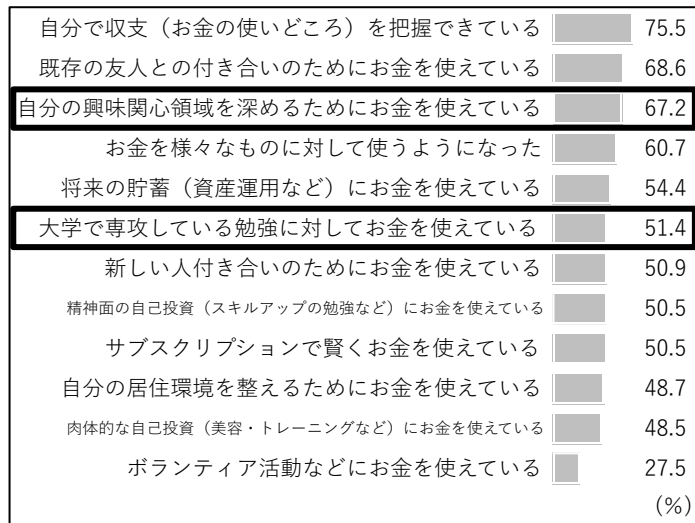 自分で収支（お金の使いどころ）を把握できている 75.5
既存の友人との付き合いのためにお金を使えている 68.6
自分の興味関心領域を深めるためにお金を使えている 67.2
お金を様々なものに対して使うようになった 60.7
将来の貯蓄（資産運用など）にお金を使えている 54.4
大学で専攻している勉強に対してお金を使えている 51.4
新しい人付き合いのためにお金を使えている 50.9
精神面の自己投資（スキルアップの勉強など）にお金を使えている 50.5
サブスクリプションで賢くお金を使えている 50.5
自分の居住環境を整えるためにお金を使えている 48.7
肉体的な自己投資（美容・トレーニングなど）にお金を使えている 48.5
ボランティア活動などにお金を使えている 27.5
(%)